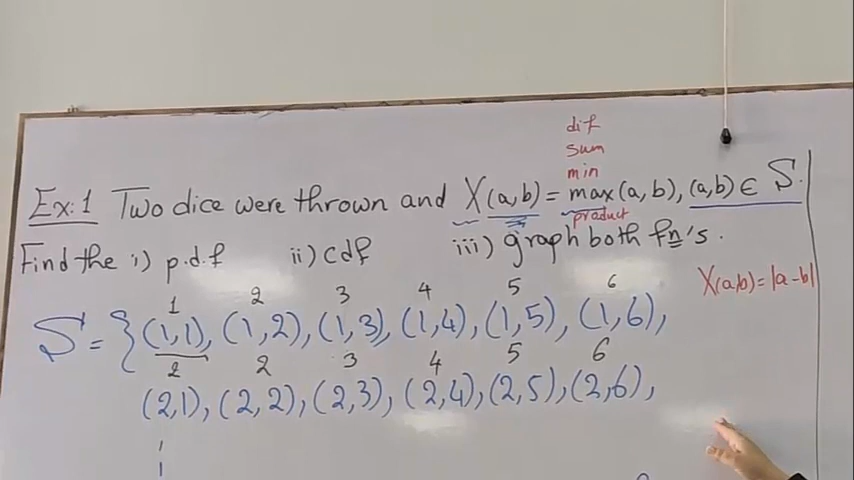 dif
sum
min
Ex:1 Two dice were thrown and X(a,b) = max(a,b), (a,b) ∈ S.
product
Find the i) p.d.f ii) cdf iii) graph both fn's.
X(a,b) = |a-b|
1 2 3 4 5 6
S = {(1,1), (1,2), (1,3), (1,4), (1,5), (1,6),
2 2 3 4 5 6
(2,1), (2,2), (2,3), (2,4), (2,5), (2,6),